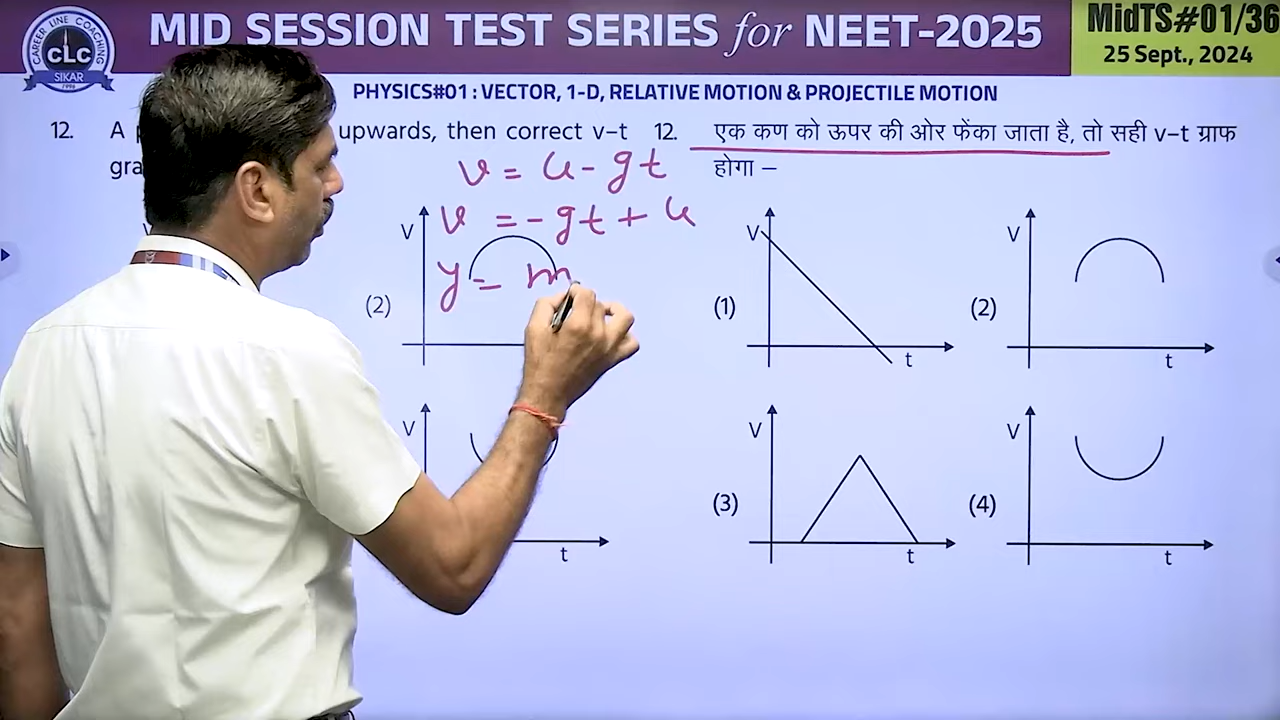 MID SESSION TEST SERIES for NEET-2025
MidTS#01/36
25 Sept., 2024
CAREER LINE COACHING
CLC
SIKAR
1996
PHYSICS#01 : VECTOR, 1-D, RELATIVE MOTION & PROJECTILE MOTION
12. A p upwards, then correct v–t
gra
v = u - gt
v = -gt + u
y = m
V
(2)
V
t
12. एक कण को ऊपर की ओर फेंका जाता है, तो सही v–t ग्राफ
होगा –
(1) V t
(2) V t
(3) V t
(4) V t